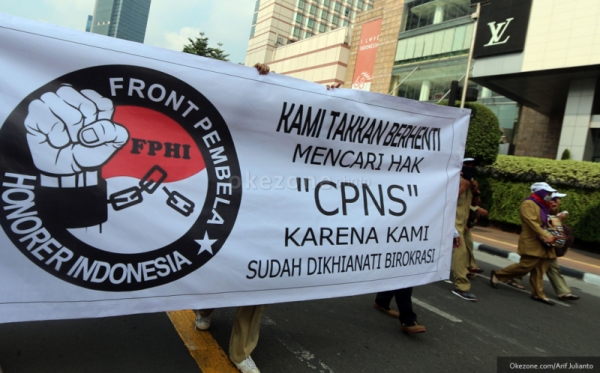 FRONT PEMBELA
HONORER INDONESIA
FPHI
KAMI TAKKAN BERHENTI
MENCARI HAK
"CPNS"
KARENA KAMI
SUDAH DIKHIANATI BIROKRASI
LV
okezone
Okezone.com/Arif Julianto